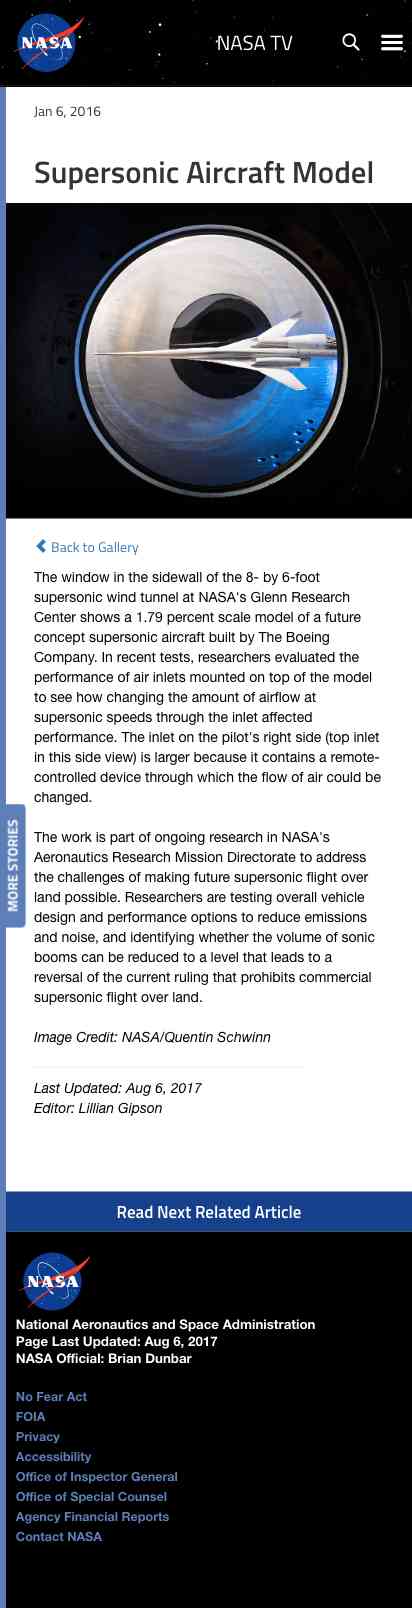 NASA
NASA TV
Jan 6, 2016
Supersonic Aircraft Model
Back to Gallery
The window in the sidewall of the 8- by 6-foot
supersonic wind tunnel at NASA's Glenn Research
Center shows a 1.79 percent scale model of a future
concept supersonic aircraft built by The Boeing
Company. In recent tests, researchers evaluated the
performance of air inlets mounted on top of the model
to see how changing the amount of airflow at
supersonic speeds through the inlet affected
performance. The inlet on the pilot's right side (top inlet
in this side view) is larger because it contains a remote-
controlled device through which the flow of air could be
changed.
MORE STORIES
The work is part of ongoing research in NASA's
Aeronautics Research Mission Directorate to address
the challenges of making future supersonic flight over
land possible. Researchers are testing overall vehicle
design and performance options to reduce emissions
and noise, and identifying whether the volume of sonic
booms can be reduced to a level that leads to a
reversal of the current ruling that prohibits commercial
supersonic flight over land.
Image Credit: NASA/Quentin Schwinn
Last Updated: Aug 6, 2017
Editor: Lillian Gipson
Read Next Related Article
NASA
National Aeronautics and Space Administration
Page Last Updated: Aug 6, 2017
NASA Official: Brian Dunbar
No Fear Act
FOIA
Privacy
Accessibility
Office of Inspector General
Office of Special Counsel
Agency Financial Reports
Contact NASA